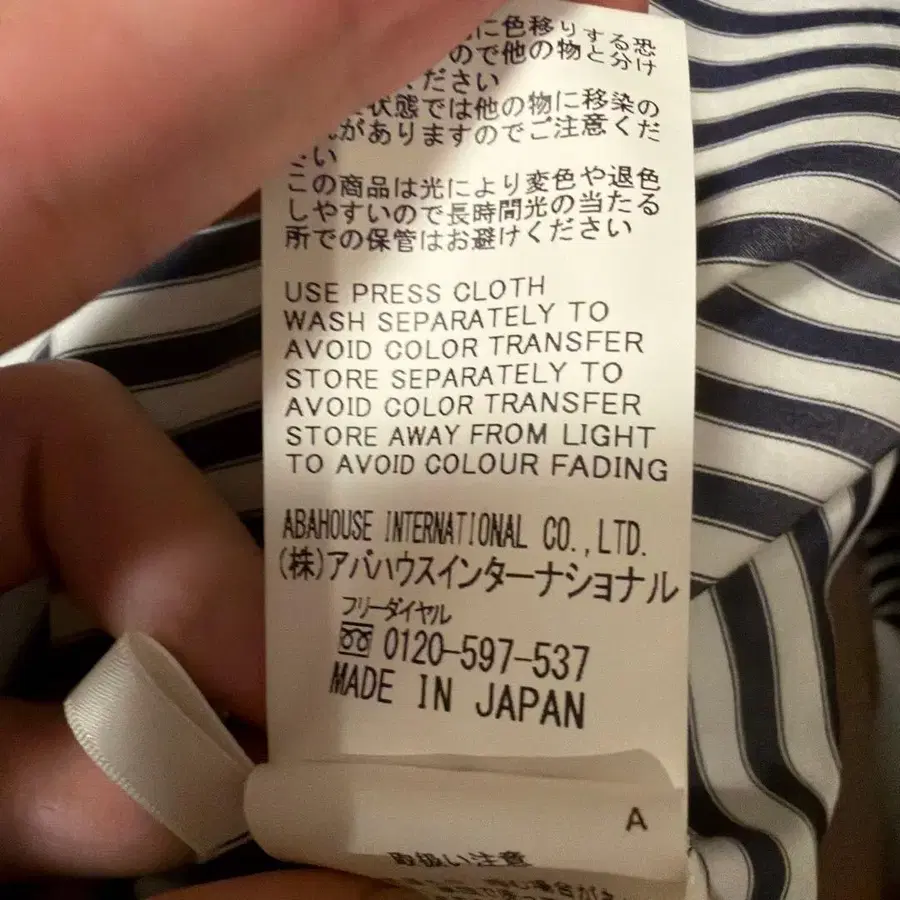 に色移りする恐
ので他の物と分け
ください
状態では他の物に移染の
がありますのでご注意くだ
さい
この商品は光により変色や退色
しやすいので長時間光の当たる
所での保管はお避けください
USE PRESS CLOTH
WASH SEPARATELY TO
AVOID COLOR TRANSFER
STORE SEPARATELY TO
AVOID COLOR TRANSFER
STORE AWAY FROM LIGHT
TO AVOID COLOUR FADING
ABAHOUSE INTERNATIONAL CO.,LTD.
(株)アバハウスインターナショナル
フリーダイヤル
0120-597-537
MADE IN JAPAN
A
取扱い注意